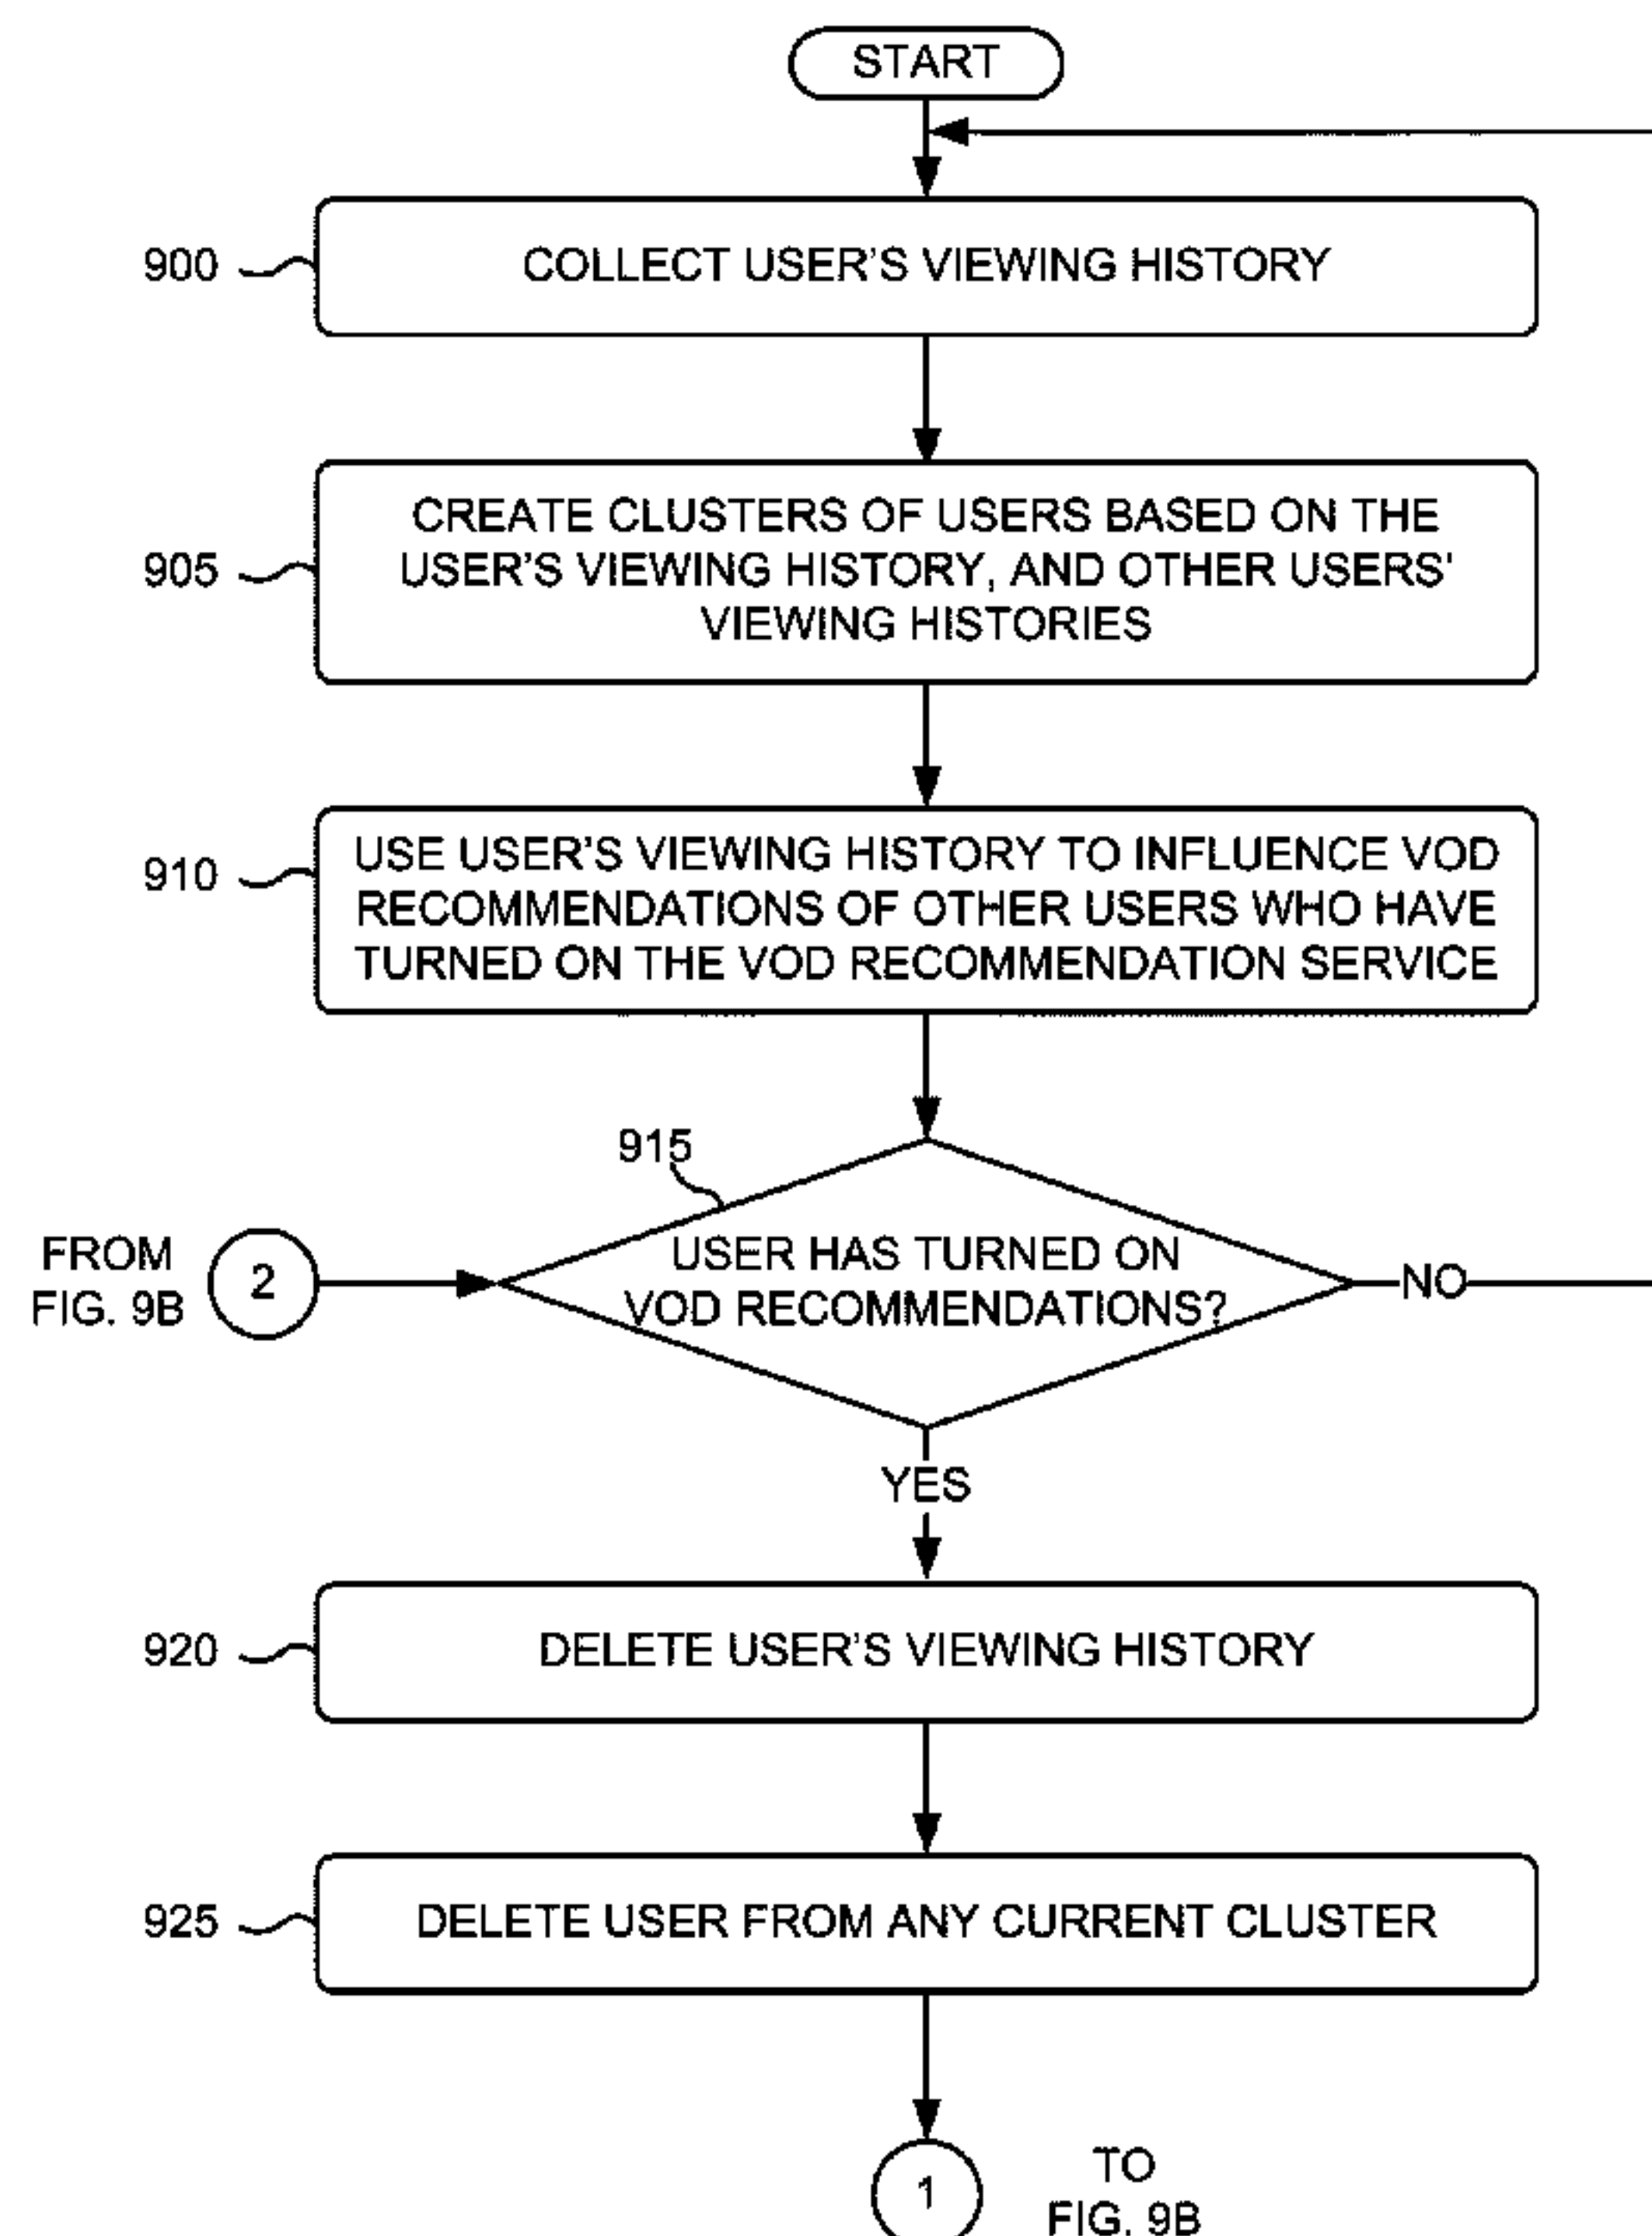 START
900
COLLECT USER'S VIEWING HISTORY
905
CREATE CLUSTERS OF USERS BASED ON THE
USER'S VIEWING HISTORY, AND OTHER USERS'
VIEWING HISTORIES
910
USE USER'S VIEWING HISTORY TO INFLUENCE VOD
RECOMMENDATIONS OF OTHER USERS WHO HAVE
TURNED ON THE VOD RECOMMENDATION SERVICE
915
FROM
FIG. 9B
2
USER HAS TURNED ON
VOD RECOMMENDATIONS?
NO
YES
920
DELETE USER'S VIEWING HISTORY
925
DELETE USER FROM ANY CURRENT CLUSTER
1
TO
FIG. 9B